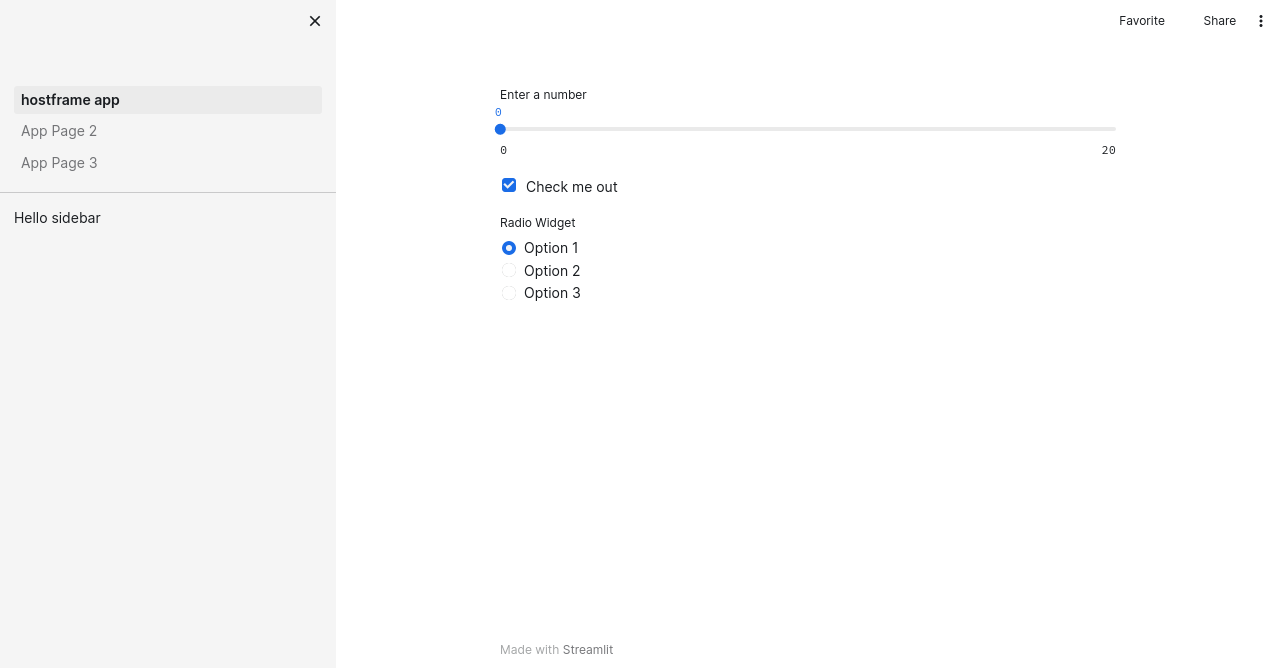 hostframe app
App Page 2
App Page 3
Hello sidebar
Favorite
Share
Enter a number
0
0
20
Check me out
Radio Widget
Option 1
Option 2
Option 3
Made with Streamlit